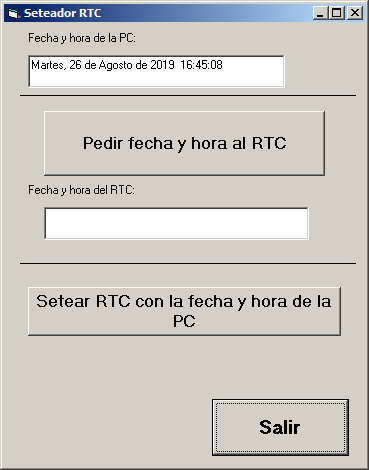 Seteador RTC
Fecha y hora de la PC:
Martes, 26 de Agosto de 2019  16:45:08
Pedir fecha y hora al RTC
Fecha y hora del RTC:
Setear RTC con la fecha y hora de la
PC
Salir